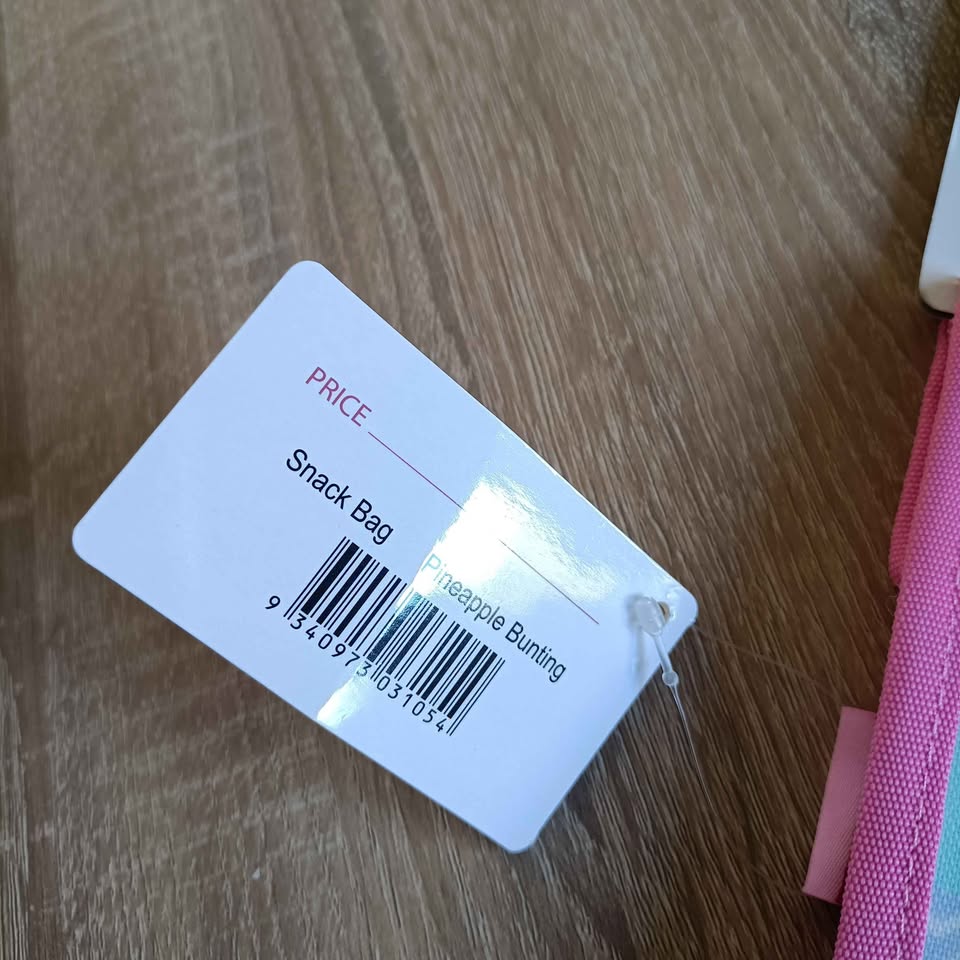 PRICE
Snack Bag
Pineapple Bunting
9 340973 031054